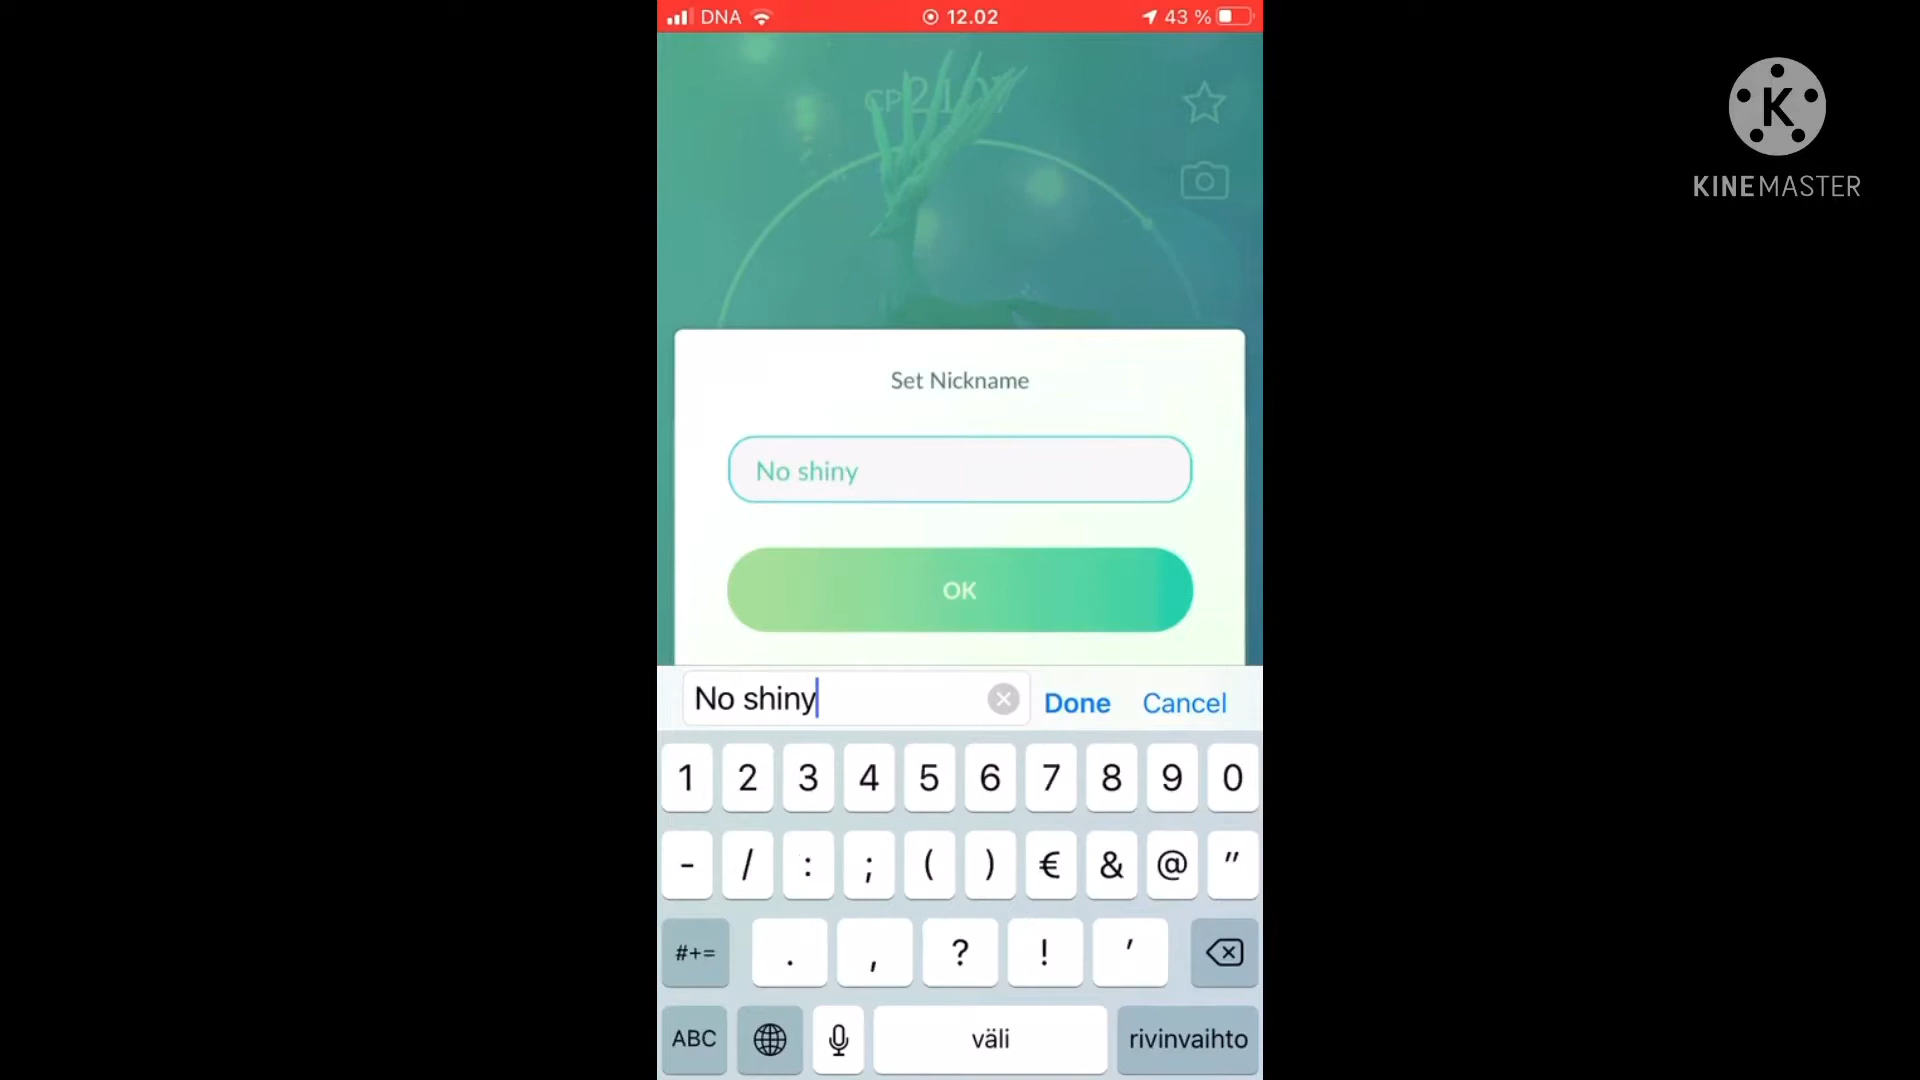 DNA
12.02
43 %
CP2107
K
KINEMASTER
Set Nickname
No shiny
OK
No shiny
Done
Cancel
1 2 3 4 5 6 7 8 9 0
- / : ; ( ) € & @ "
#+= . , ? ! '
ABC väli rivinvaihto